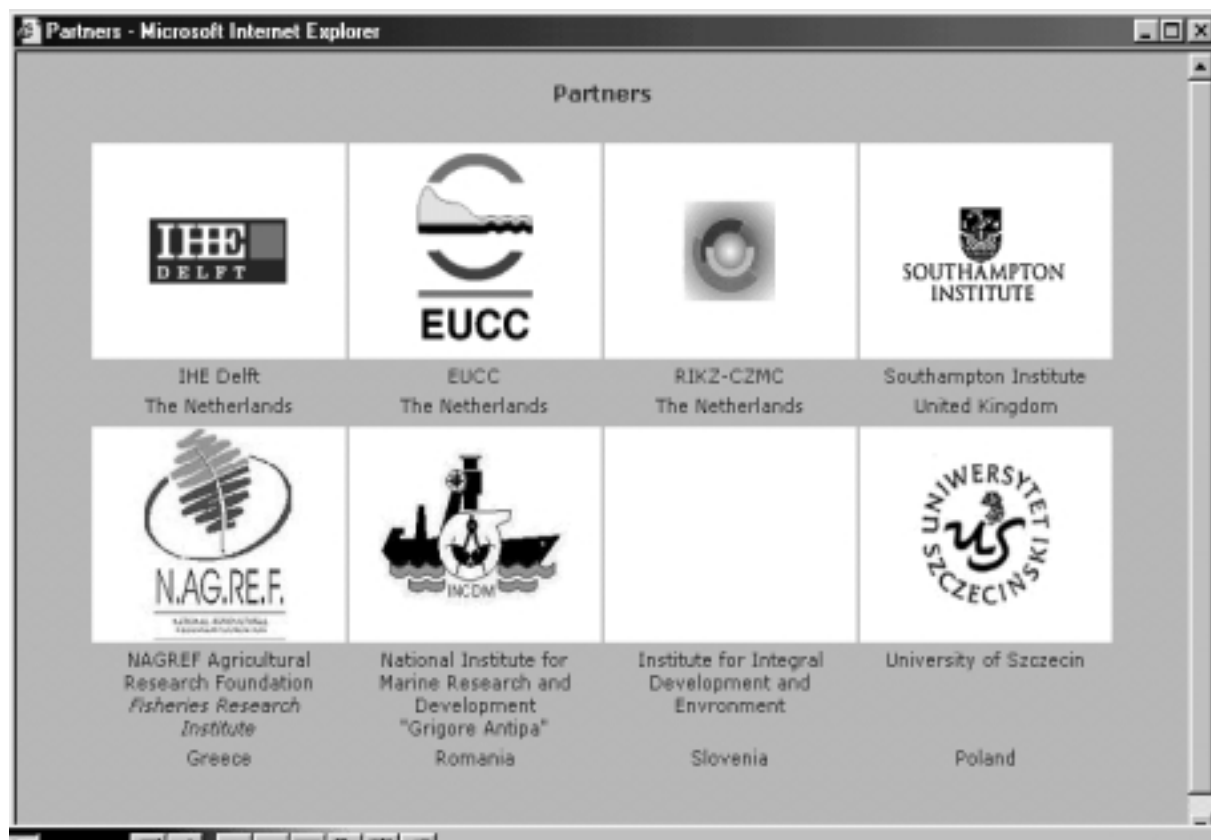 Partners - Microsoft Internet Explorer
Partners
IHE
DELFT
EUCC
SOUTHAMPTON
INSTITUTE
IHE Delft
The Netherlands
EUCC
The Netherlands
RIKZ-CZMC
The Netherlands
Southampton Institute
United Kingdom
N.AG.RE.F.
INCDM
UNIWERSYTET SZCZECIŃSKI
US
NAGREF Agricultural
Research Foundation
Fisheries Research
Institute
Greece
National Institute for
Marine Research and
Development
"Grigore Antipa"
Romania
Institute for Integral
Development and
Envronment
Slovenia
University of Szczecin
Poland